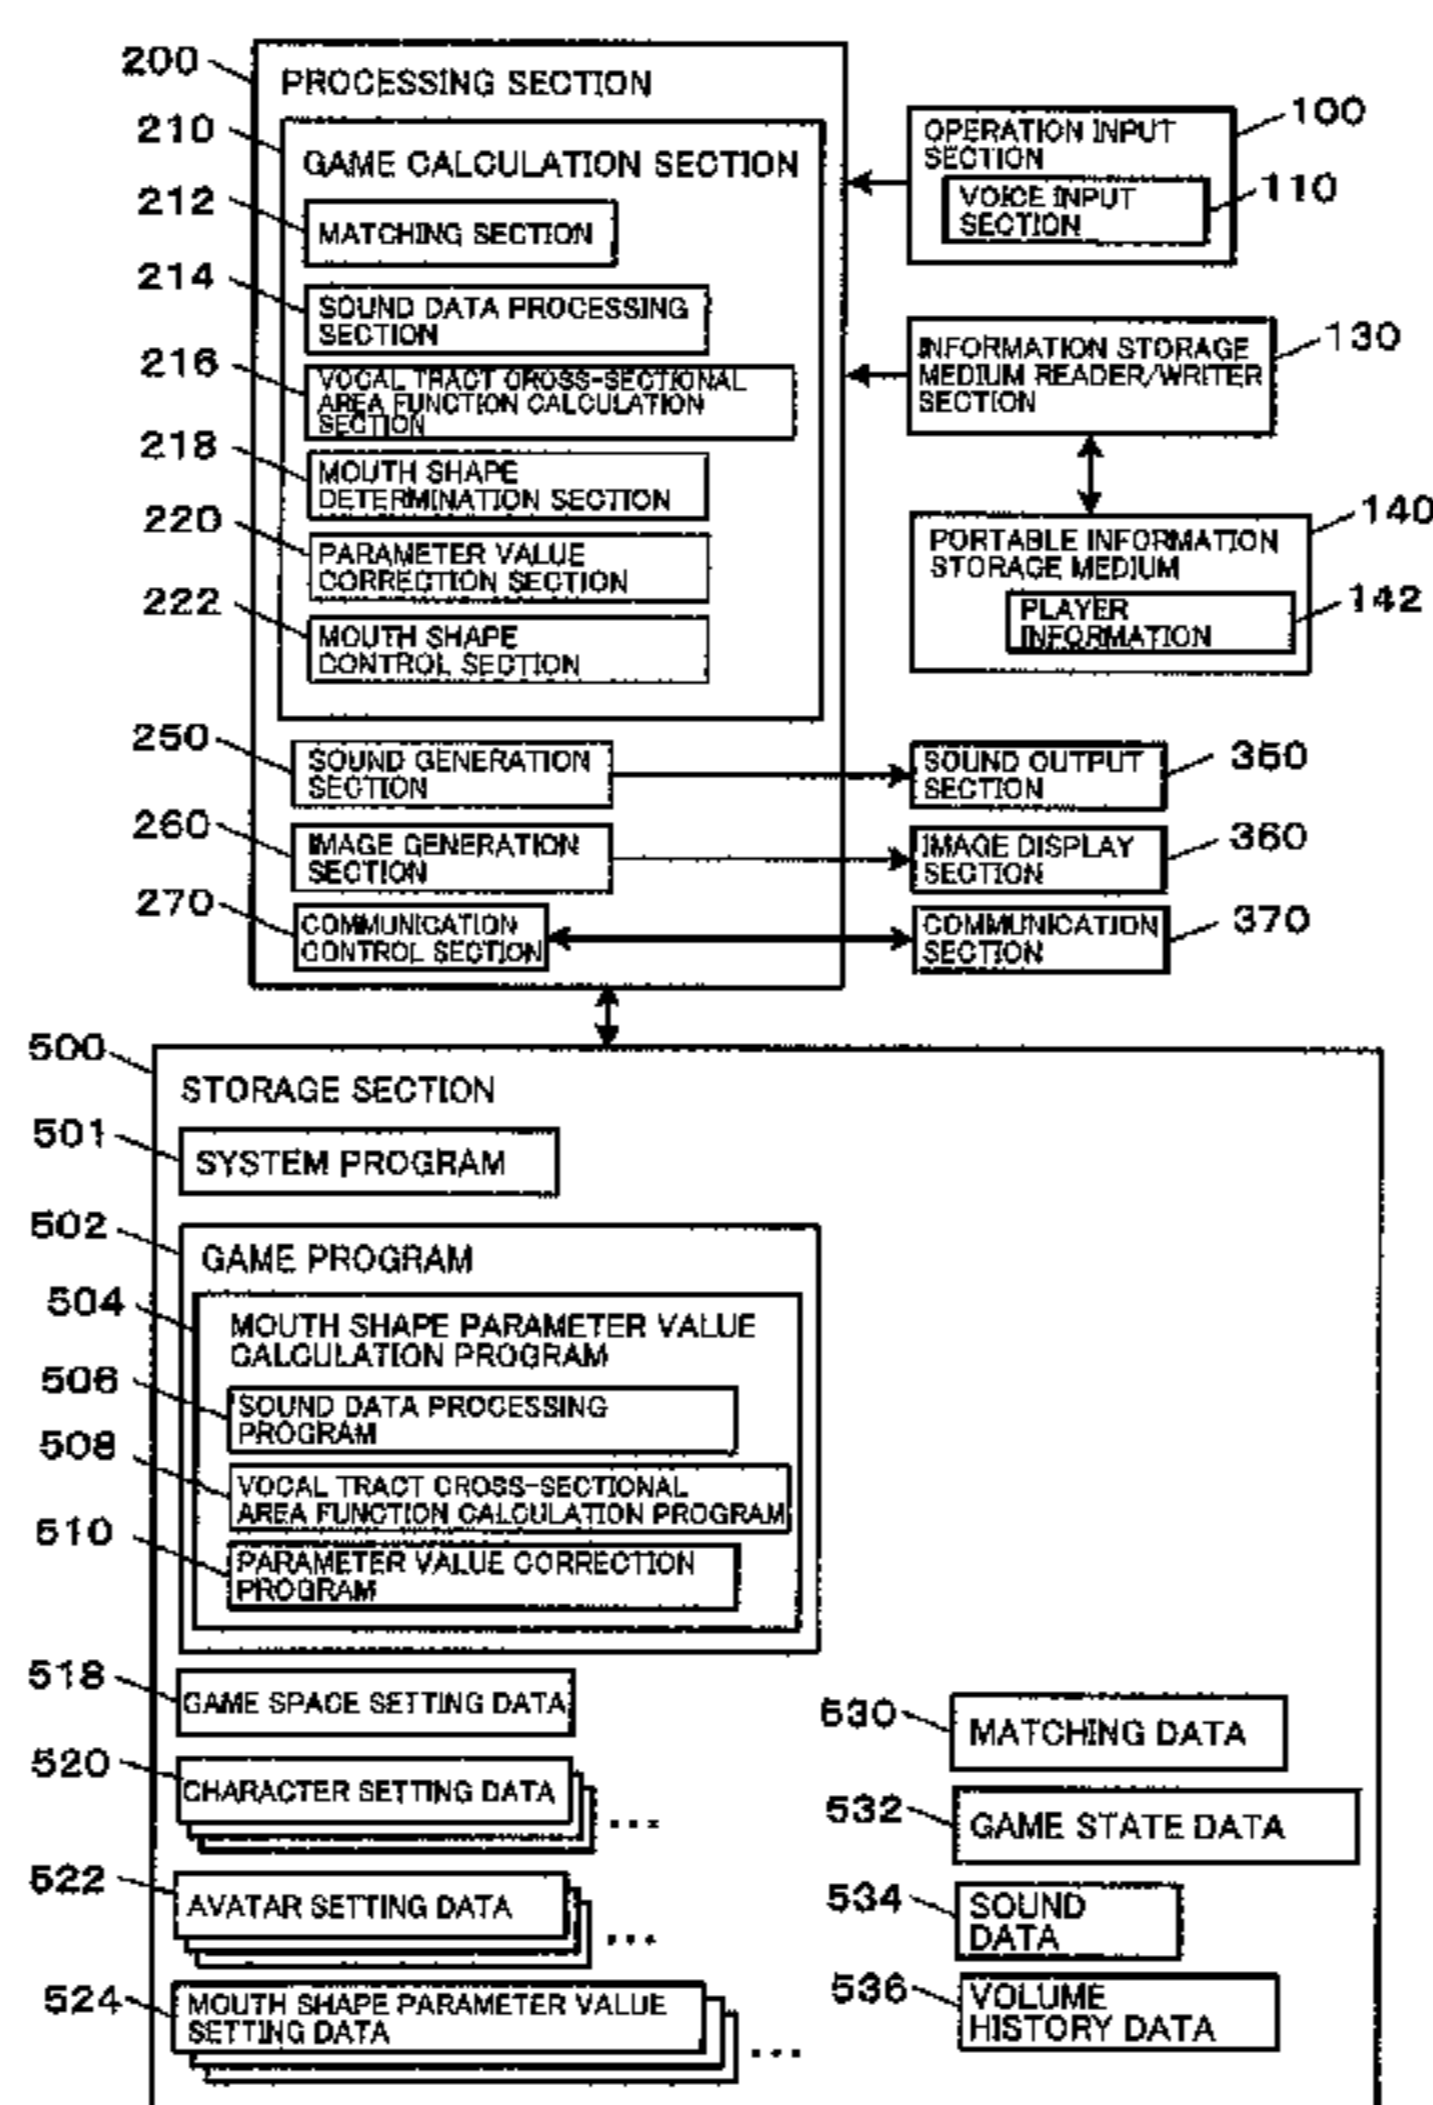 200
PROCESSING SECTION
210
GAME CALCULATION SECTION
212
MATCHING SECTION
214
SOUND DATA PROCESSING
SECTION
216
VOCAL TRACT CROSS-SECTIONAL
AREA FUNCTION CALCULATION
SECTION
218
MOUTH SHAPE
DETERMINATION SECTION
220
PARAMETER VALUE
CORRECTION SECTION
222
MOUTH SHAPE
CONTROL SECTION
250
SOUND GENERATION
SECTION
260
IMAGE GENERATION
SECTION
270
COMMUNICATION
CONTROL SECTION
100
OPERATION INPUT
SECTION
110
VOICE INPUT
SECTION
130
INFORMATION STORAGE
MEDIUM READER/WRITER
SECTION
140
PORTABLE INFORMATION
STORAGE MEDIUM
142
PLAYER
INFORMATION
350
SOUND OUTPUT
SECTION
360
IMAGE DISPLAY
SECTION
370
COMMUNICATION
SECTION
500
STORAGE SECTION
501
SYSTEM PROGRAM
502
GAME PROGRAM
504
MOUTH SHAPE PARAMETER VALUE
CALCULATION PROGRAM
506
SOUND DATA PROCESSING
PROGRAM
508
VOCAL TRACT CROSS-SECTIONAL
AREA FUNCTION CALCULATION PROGRAM
510
PARAMETER VALUE CORRECTION
PROGRAM
518
GAME SPACE SETTING DATA
520
CHARACTER SETTING DATA
...
522
AVATAR SETTING DATA
...
524
MOUTH SHAPE PARAMETER VALUE
SETTING DATA
...
530
MATCHING DATA
532
GAME STATE DATA
534
SOUND
DATA
536
VOLUME
HISTORY DATA